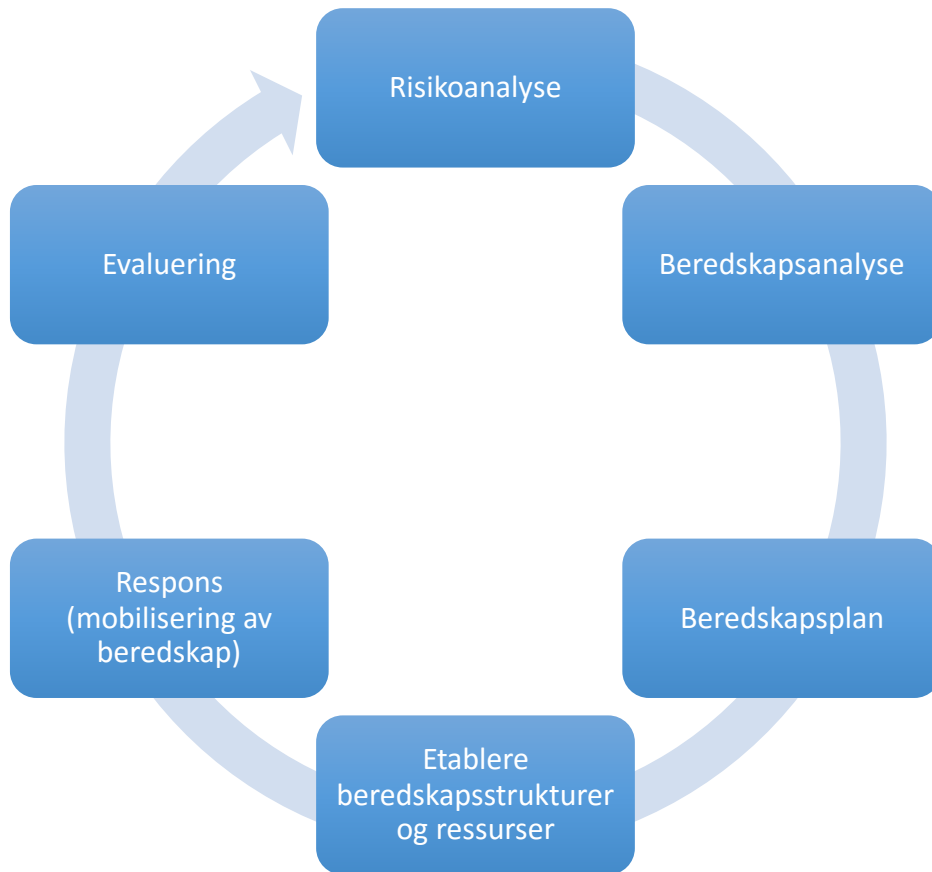 Risikoanalyse
Beredskapsanalyse
Beredskapsplan
Etablere
beredskapsstrukturer
og ressurser
Respons
(mobilisering av
beredskap)
Evaluering